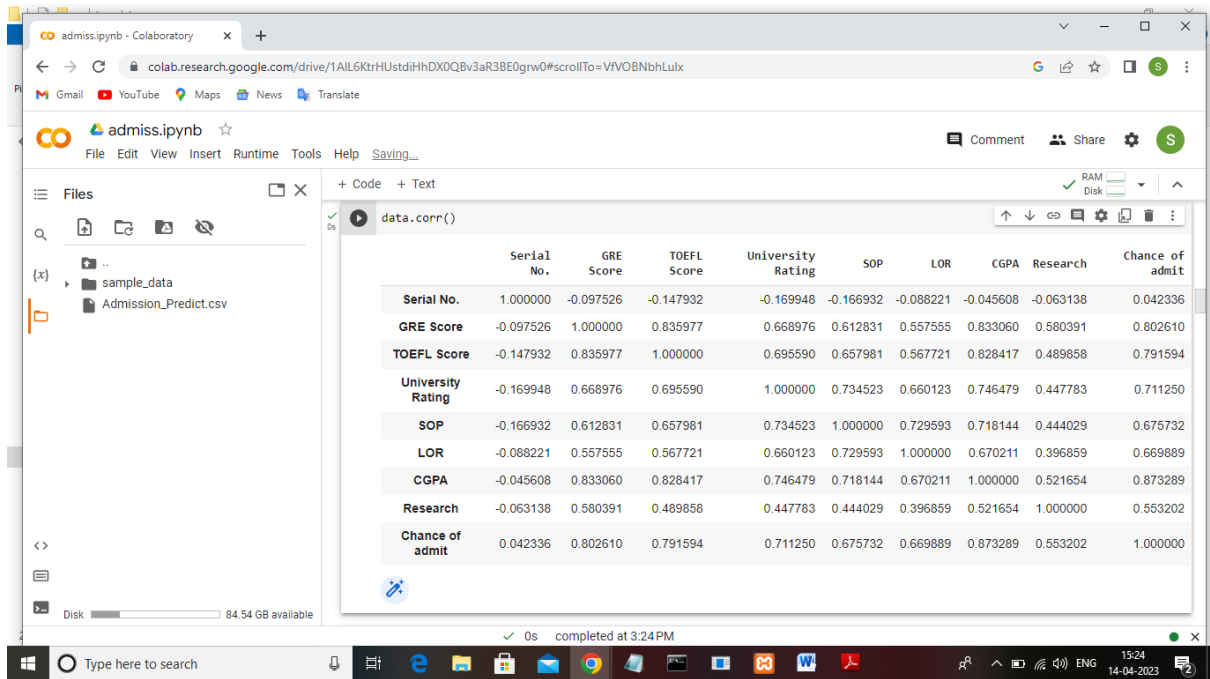 admiss.ipynb - Colaboratory
colab.research.google.com/drive/1AlL6KtrHUstdiHhDX0QBv3aR3BE0grw0#scrollTo=VfVOBNbhLulx
G S
Gmail YouTube Maps News Translate
CO admiss.ipynb
Comment Share S
File Edit View Insert Runtime Tools Help Saving...
Files
+ Code + Text
RAM
Disk
0s
data.corr()
..
sample_data
Admission_Predict.csv
{x}
Serial No. GRE Score TOEFL Score University Rating SOP LOR CGPA Research Chance of admit
Serial No. 1.000000 -0.097526 -0.147932 -0.169948 -0.166932 -0.088221 -0.045608 -0.063138 0.042336
GRE Score -0.097526 1.000000 0.835977 0.668976 0.612831 0.557555 0.833060 0.580391 0.802610
TOEFL Score -0.147932 0.835977 1.000000 0.695590 0.657981 0.567721 0.828417 0.489858 0.791594
University Rating -0.169948 0.668976 0.695590 1.000000 0.734523 0.660123 0.746479 0.447783 0.711250
SOP -0.166932 0.612831 0.657981 0.734523 1.000000 0.729593 0.718144 0.444029 0.675732
LOR -0.088221 0.557555 0.567721 0.660123 0.729593 1.000000 0.670211 0.396859 0.669889
CGPA -0.045608 0.833060 0.828417 0.746479 0.718144 0.670211 1.000000 0.521654 0.873289
Research -0.063138 0.580391 0.489858 0.447783 0.444029 0.396859 0.521654 1.000000 0.553202
Chance of admit 0.042336 0.802610 0.791594 0.711250 0.675732 0.669889 0.873289 0.553202 1.000000
Disk 84.54 GB available
0s completed at 3:24 PM
Type here to search
ENG
15:24
14-04-2023